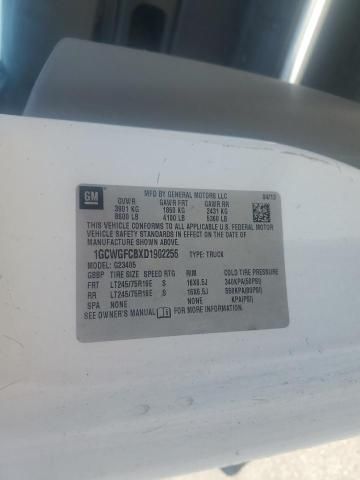 GM
MFD BY GENERAL MOTORS LLC 04/13
GVWR GAWR FRT GAWR RR
3901 KG 1860 KG 2431 KG
8600 LB 4100 LB 5360 LB
THIS VEHICLE CONFORMS TO ALL APPLICABLE
U.S. FEDERAL MOTOR VEHICLE SAFETY
STANDARDS IN EFFECT ON THE DATE OF
MANUFACTURE SHOWN ABOVE.
1GCWGFCBXD1902255 TYPE: TRUCK
MODEL: G23405
TIRE SIZE SPEED RTG RIM COLD TIRE PRESSURE
FRT LT245/75R16E S 16X6.5J 340KPA(50PSI)
RR LT245/75R16E S 16X6.5J 550KPA(80PSI)
SPA NONE NONE KPA(PSI)
SEE OWNER'S MANUAL FOR MORE INFORMATION.